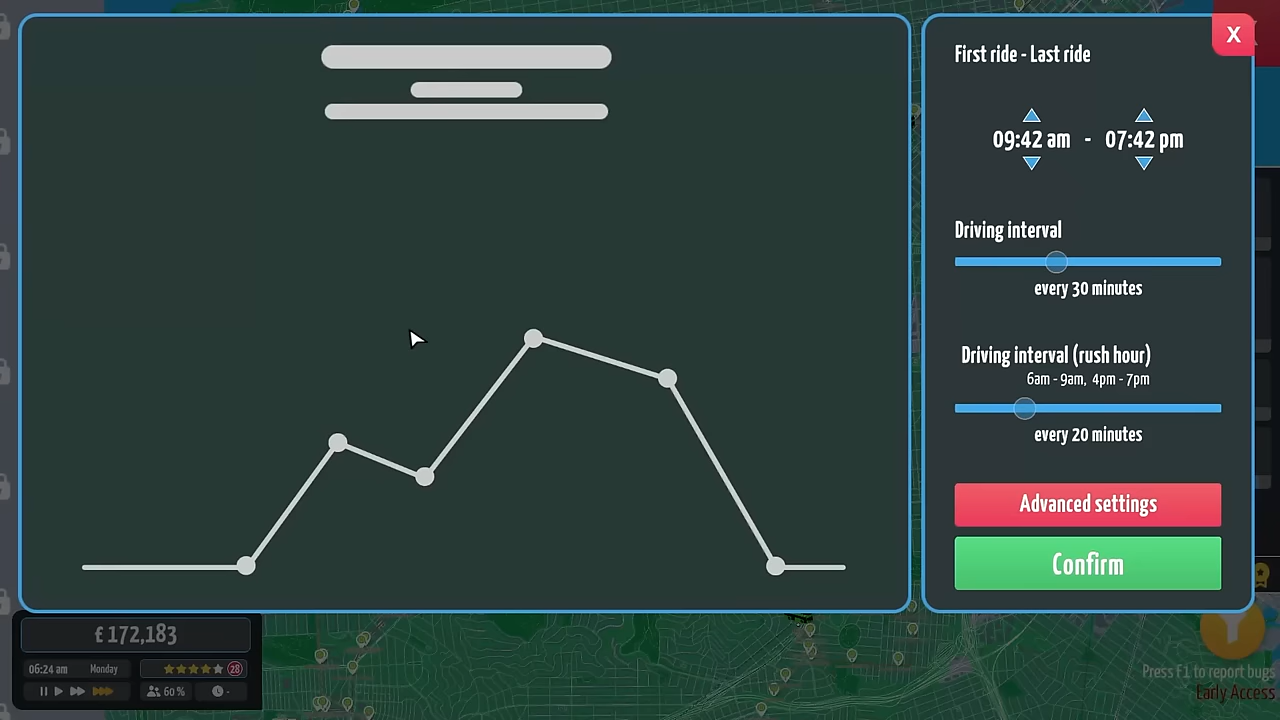 First ride - Last ride
X
09:42 am - 07:42 pm
Driving interval
every 30 minutes
Driving interval (rush hour)
6am - 9am, 4pm - 7pm
every 20 minutes
Advanced settings
Confirm
£ 172,183
06:24 am Monday 28
60 % -
Press F1 to report bugs
Early Access